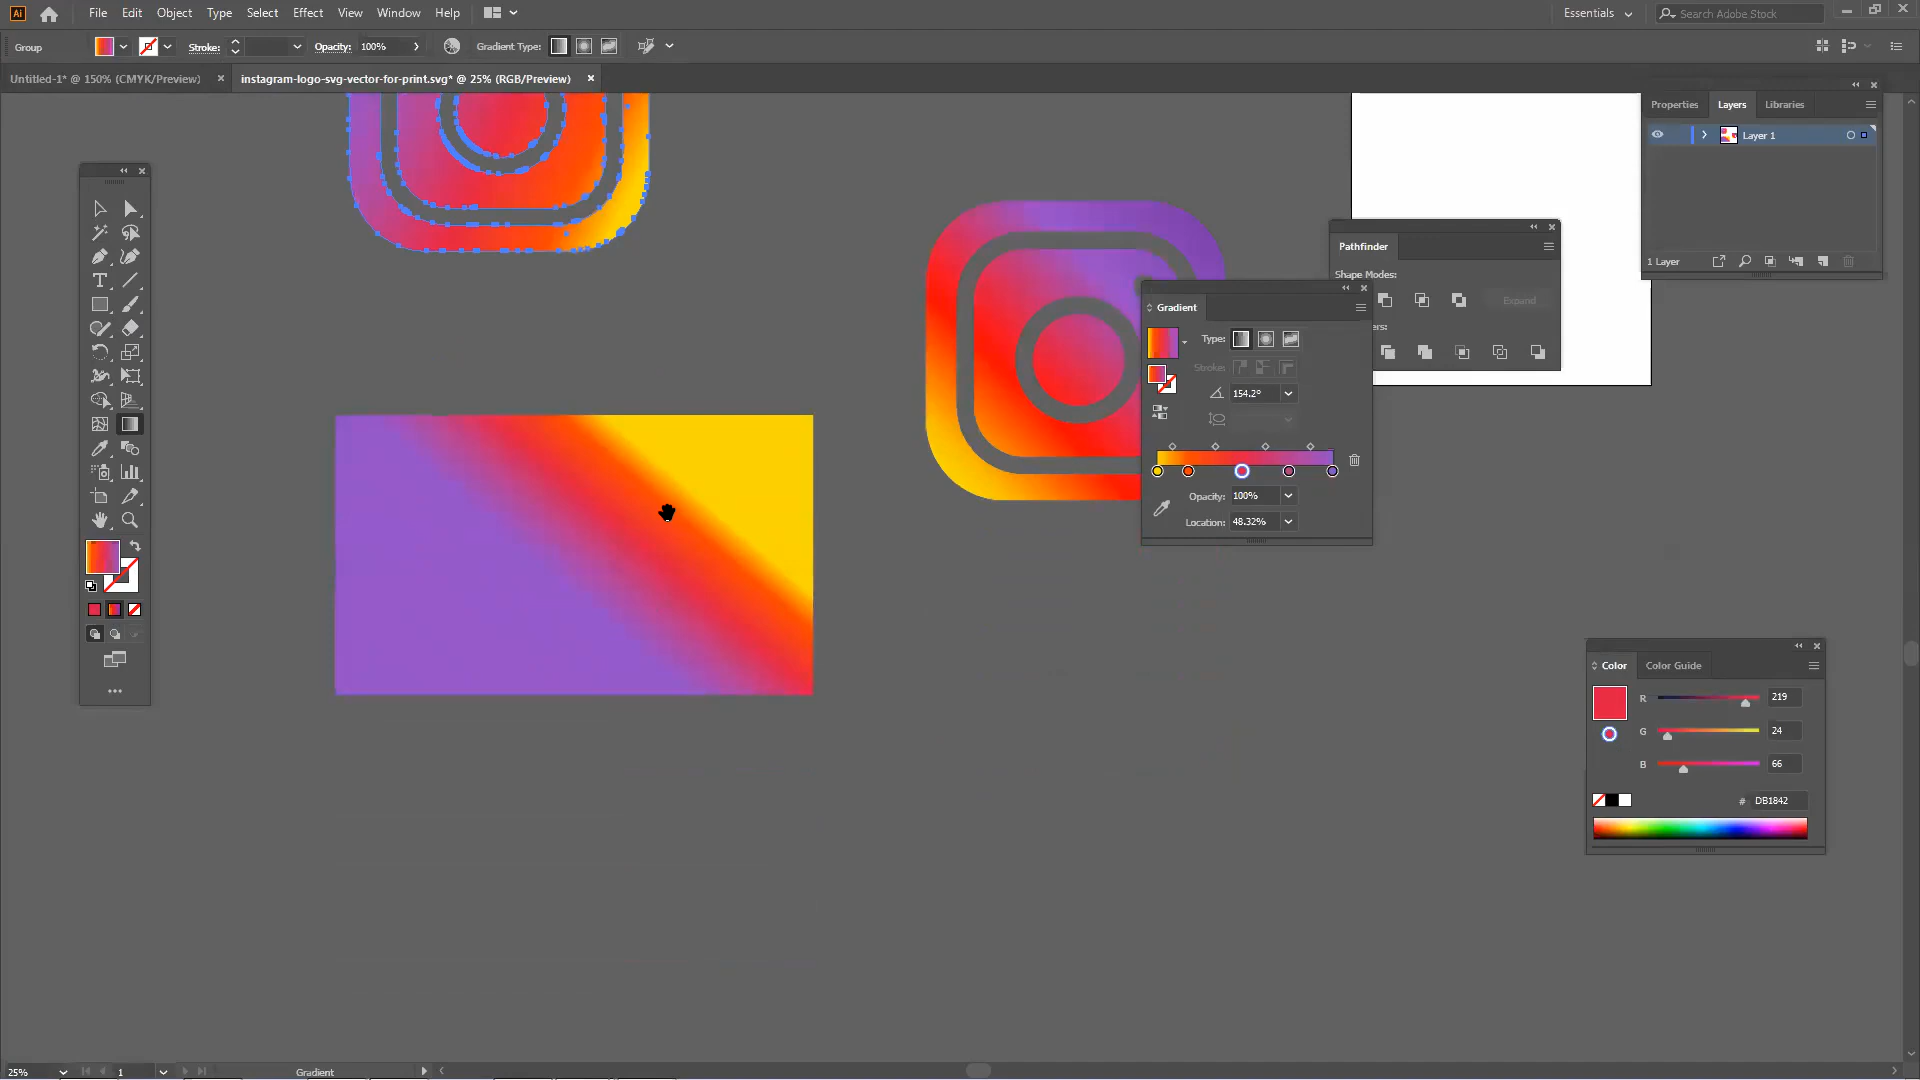 Ai File Edit Object Type Select Effect View Window Help Essentials Search Adobe Stock
Group Stroke: Opacity: 100% Gradient Type:
Untitled-1* @ 150% (CMYK/Preview) × instagram-logo-svg-vector-for-print.svg* @ 25% (RGB/Preview) ×
Properties Layers Libraries
Layer 1
1 Layer
Pathfinder
Shape Modes:
Expand
ers:
Gradient
Type:
Stroke:
154.2°
Opacity: 100%
Location: 48.32%
Color Color Guide
R 219
G 24
B 66
# DB1842
25% 1 Gradient